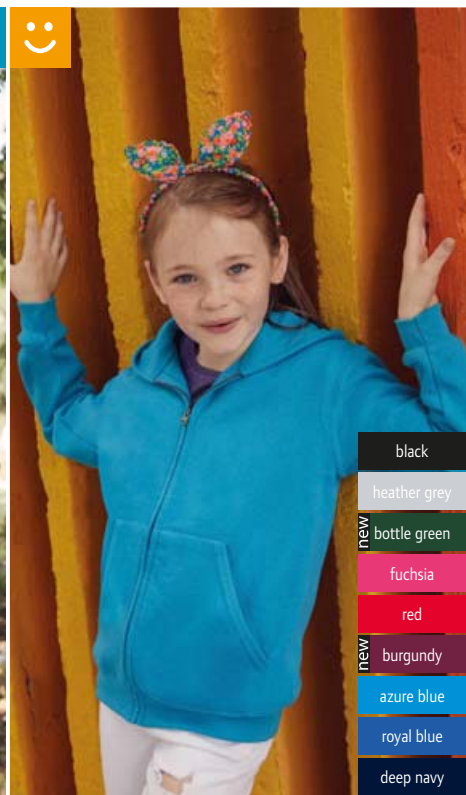 black
heather grey
new
bottle green
fuchsia
red
new
burgundy
azure blue
royal blue
deep navy